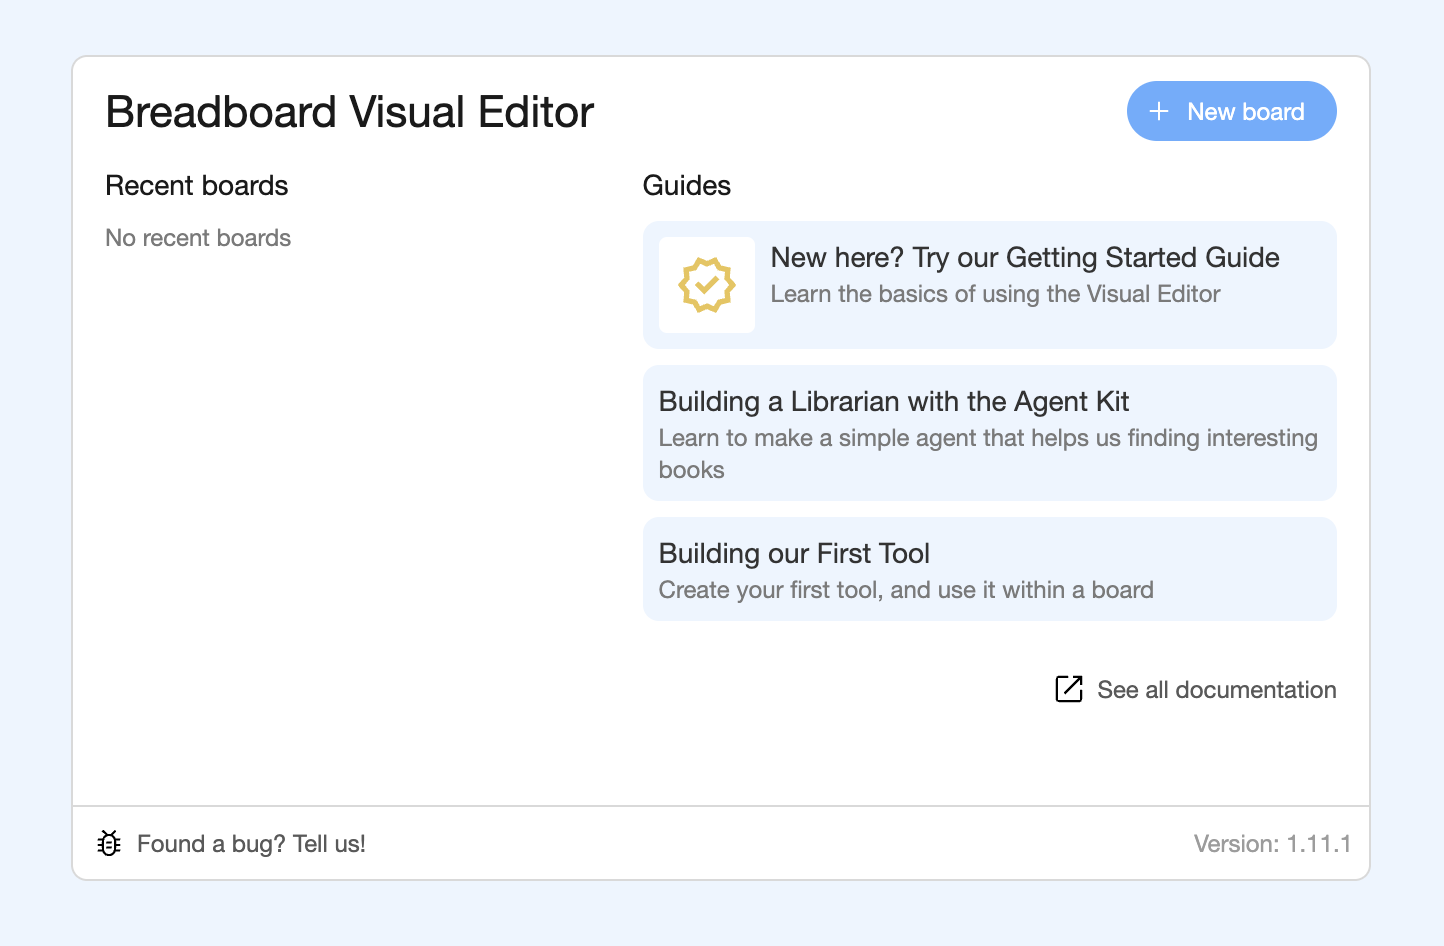 Breadboard Visual Editor
New board
Recent boards
No recent boards
Guides
New here? Try our Getting Started Guide
Learn the basics of using the Visual Editor
Building a Librarian with the Agent Kit
Learn to make a simple agent that helps us finding interesting
books
Building our First Tool
Create your first tool, and use it within a board
See all documentation
Found a bug? Tell us!
Version: 1.11.1